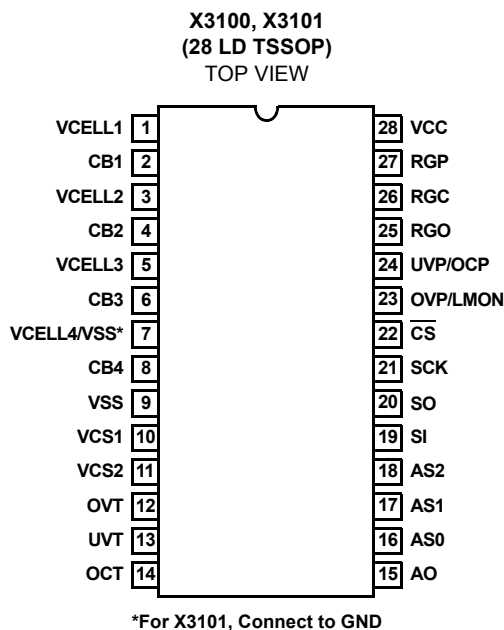 X3100, X3101
(28 LD TSSOP)
TOP VIEW
VCELL1 1 28 VCC
CB1 2 27 RGP
VCELL2 3 26 RGC
CB2 4 25 RGO
VCELL3 5 24 UVP/OCP
CB3 6 23 OVP/LMON
VCELL4/VSS* 7 22 CS
CB4 8 21 SCK
VSS 9 20 SO
VCS1 10 19 SI
VCS2 11 18 AS2
OVT 12 17 AS1
UVT 13 16 AS0
OCT 14 15 AO
*For X3101, Connect to GND